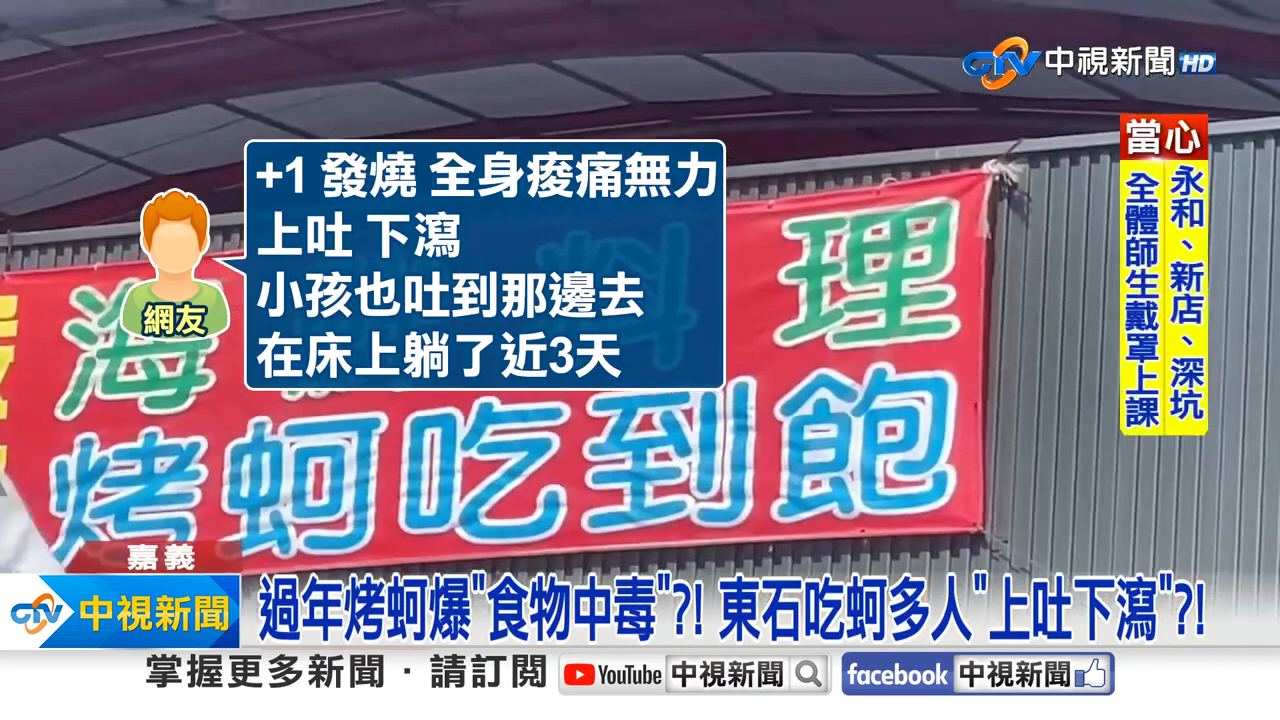 CTV 中視新聞 HD
當心
永和、新店、深坑
全體師生戴罩上課
+1 發燒 全身痠痛無力
上吐 下瀉
小孩也吐到那邊去
在床上躺了近3天
網友
海 料 理
烤蚵吃到飽
嘉義
CTV 中視新聞
過年烤蚵爆"食物中毒"?! 東石吃蚵多人"上吐下瀉"?!
掌握更多新聞・請訂閱 YouTube 中視新聞 facebook 中視新聞